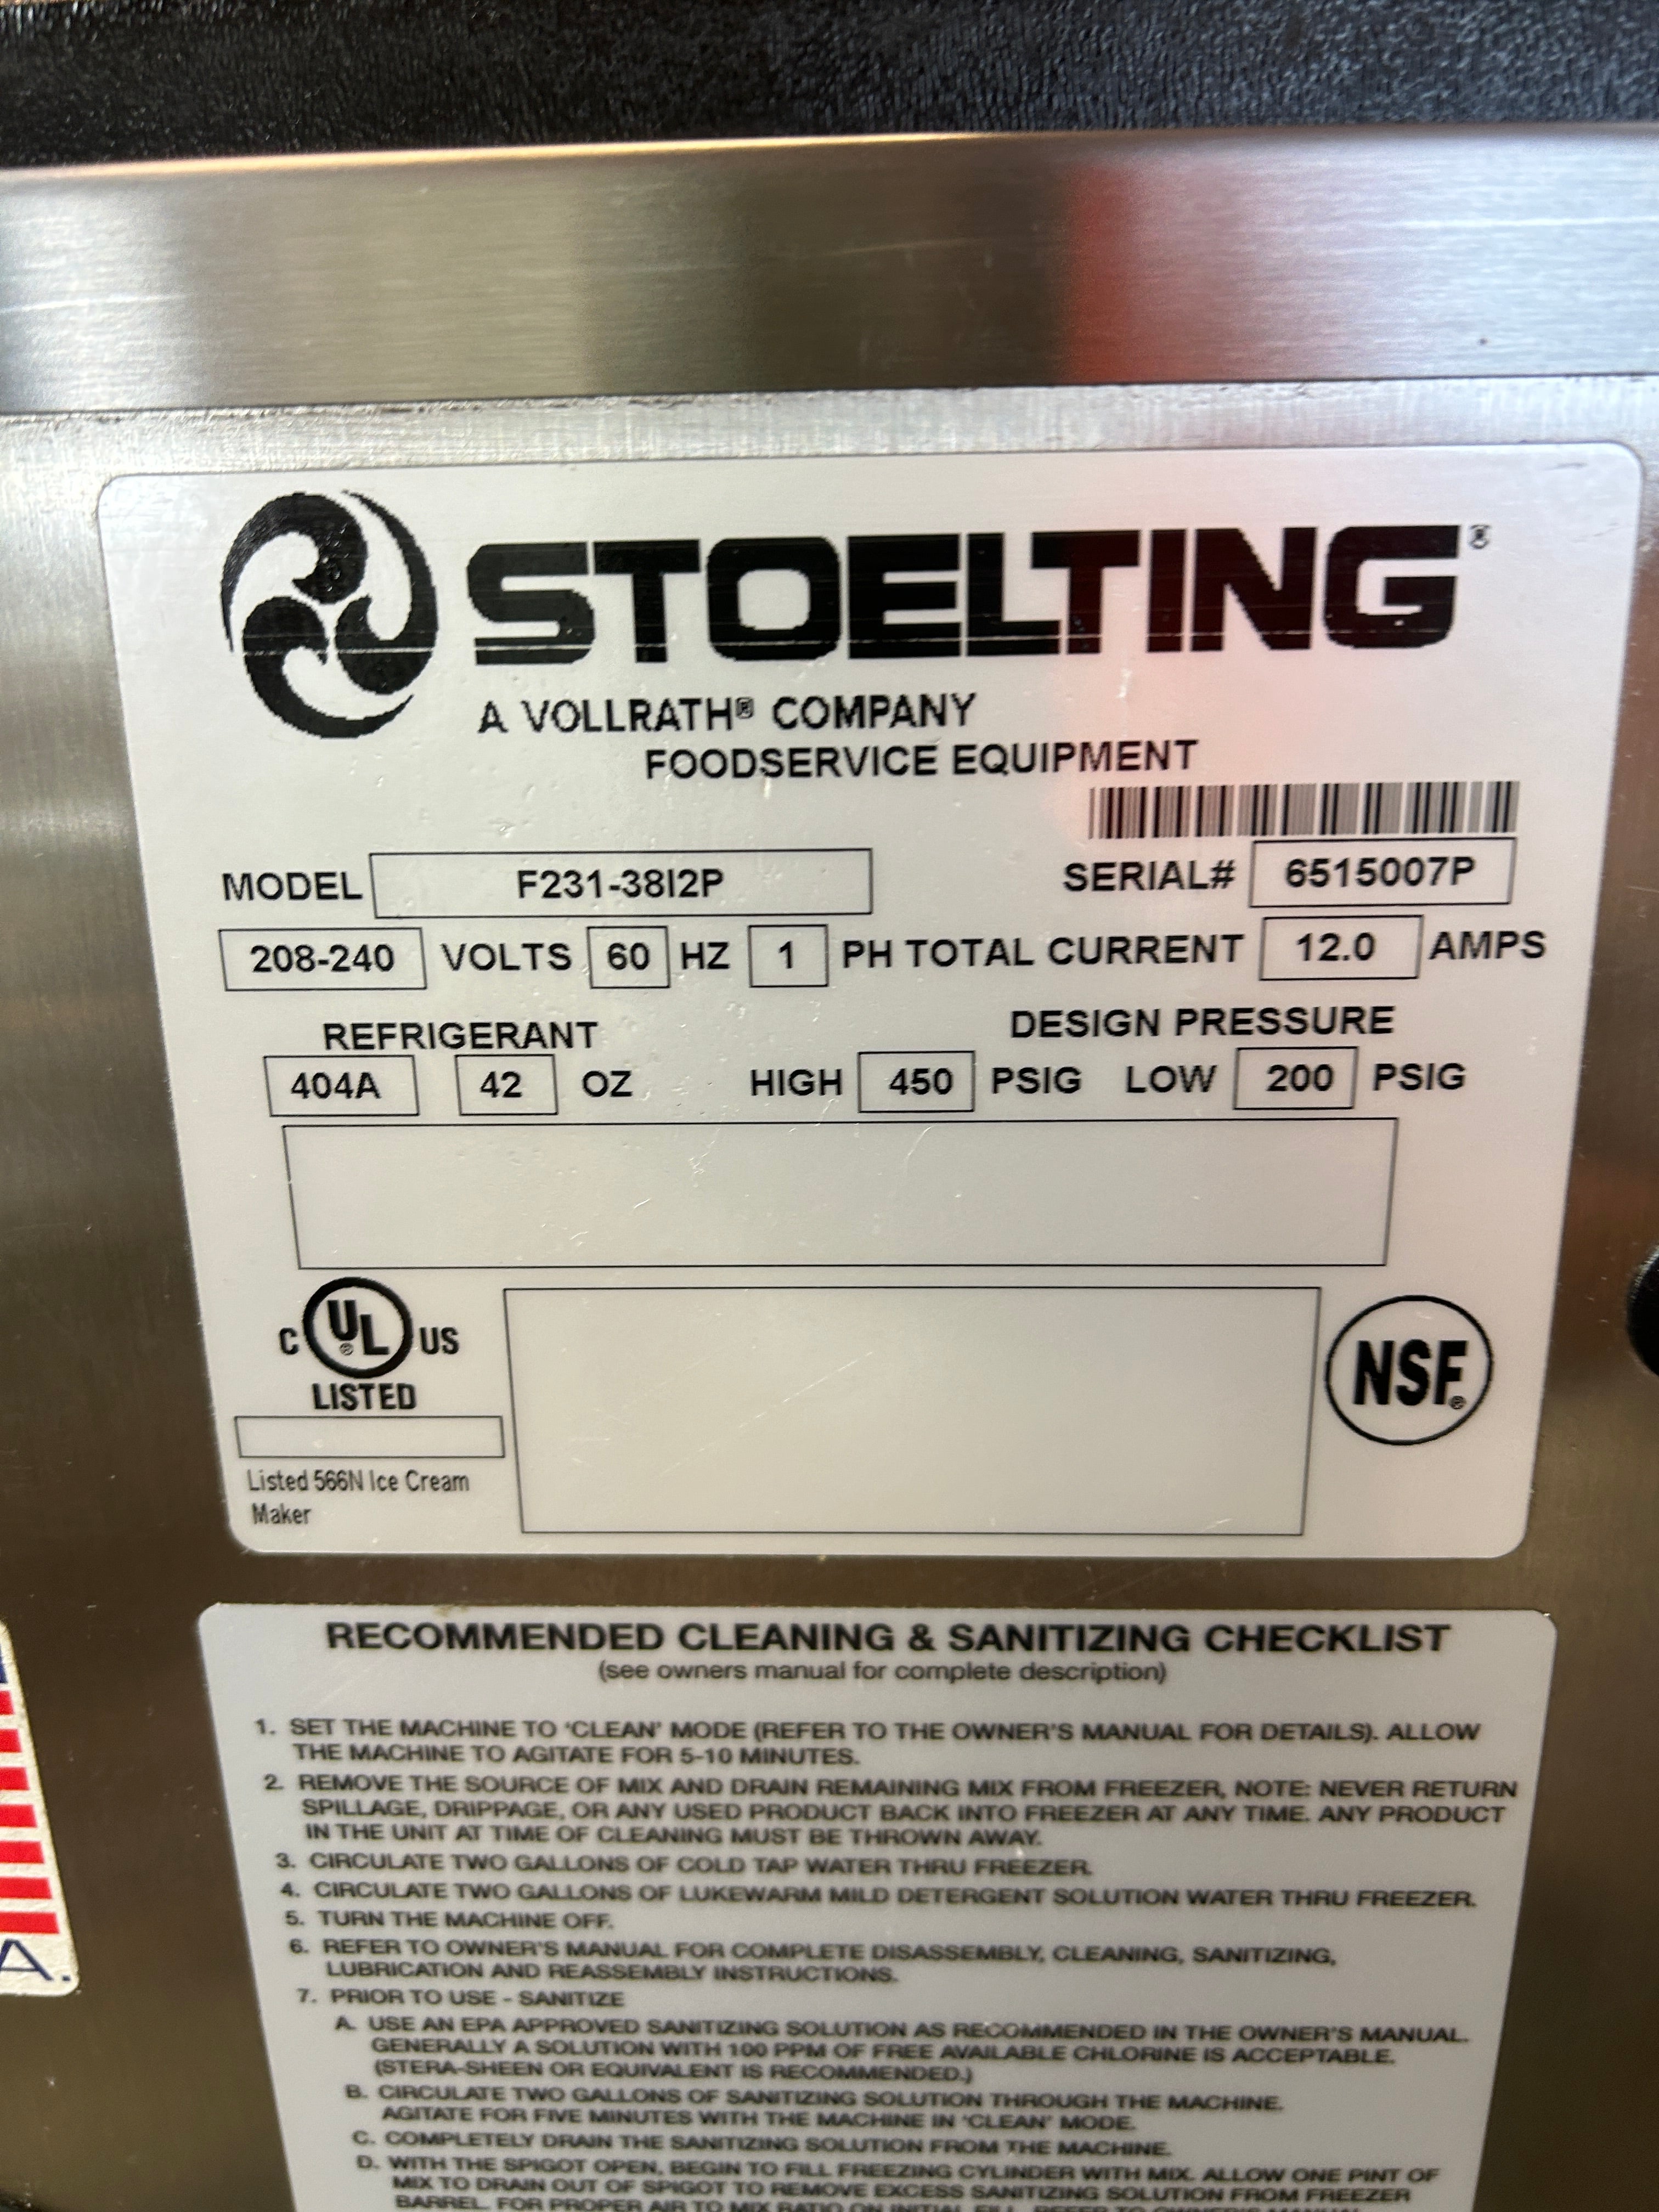 STOELTING®
A VOLLRATH® COMPANY
FOODSERVICE EQUIPMENT
MODEL F231-38I2P SERIAL# 6515007P
208-240 VOLTS 60 HZ 1 PH TOTAL CURRENT 12.0 AMPS
REFRIGERANT DESIGN PRESSURE
404A 42 OZ HIGH 450 PSIG LOW 200 PSIG
C UL® US
LISTED
NSF®
Listed 566N Ice Cream
Maker
RECOMMENDED CLEANING & SANITIZING CHECKLIST
(see owners manual for complete description)
1. SET THE MACHINE TO 'CLEAN' MODE (REFER TO THE OWNER'S MANUAL FOR DETAILS). ALLOW
THE MACHINE TO AGITATE FOR 5-10 MINUTES.
2. REMOVE THE SOURCE OF MIX AND DRAIN REMAINING MIX FROM FREEZER, NOTE: NEVER RETURN
SPILLAGE, DRIPPAGE, OR ANY USED PRODUCT BACK INTO FREEZER AT ANY TIME. ANY PRODUCT
IN THE UNIT AT TIME OF CLEANING MUST BE THROWN AWAY.
3. CIRCULATE TWO GALLONS OF COLD TAP WATER THRU FREEZER.
4. CIRCULATE TWO GALLONS OF LUKEWARM MILD DETERGENT SOLUTION WATER THRU FREEZER.
5. TURN THE MACHINE OFF.
6. REFER TO OWNER'S MANUAL FOR COMPLETE DISASSEMBLY, CLEANING, SANITIZING,
LUBRICATION AND REASSEMBLY INSTRUCTIONS.
7. PRIOR TO USE - SANITIZE
A. USE AN EPA APPROVED SANITIZING SOLUTION AS RECOMMENDED IN THE OWNER'S MANUAL.
GENERALLY A SOLUTION WITH 100 PPM OF FREE AVAILABLE CHLORINE IS ACCEPTABLE.
(STERA-SHEEN OR EQUIVALENT IS RECOMMENDED.)
B. CIRCULATE TWO GALLONS OF SANITIZING SOLUTION THROUGH THE MACHINE.
AGITATE FOR FIVE MINUTES WITH THE MACHINE IN 'CLEAN' MODE.
C. COMPLETELY DRAIN THE SANITIZING SOLUTION FROM THE MACHINE.
D. WITH THE SPIGOT OPEN, BEGIN TO FILL FREEZING CYLINDER WITH MIX. ALLOW ONE PINT OF
MIX TO DRAIN OUT OF SPIGOT TO REMOVE EXCESS SANITIZING SOLUTION FROM FREEZER
BARREL. FOR PROPER AIR TO MIX RATIO ON INITIAL FILL, REFER TO OWNER'S MANUAL.
A.